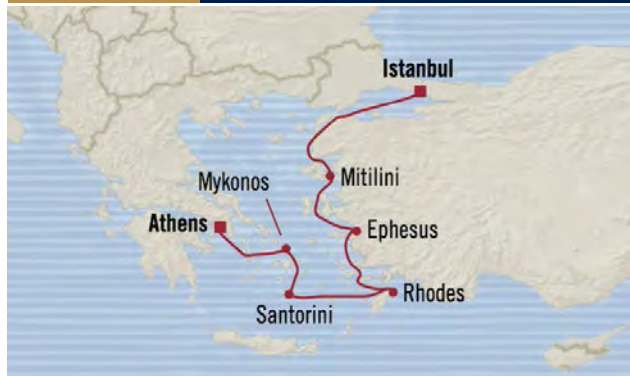 Istanbul
Mitilini
Mykonos
Athens
Ephesus
Rhodes
Santorini